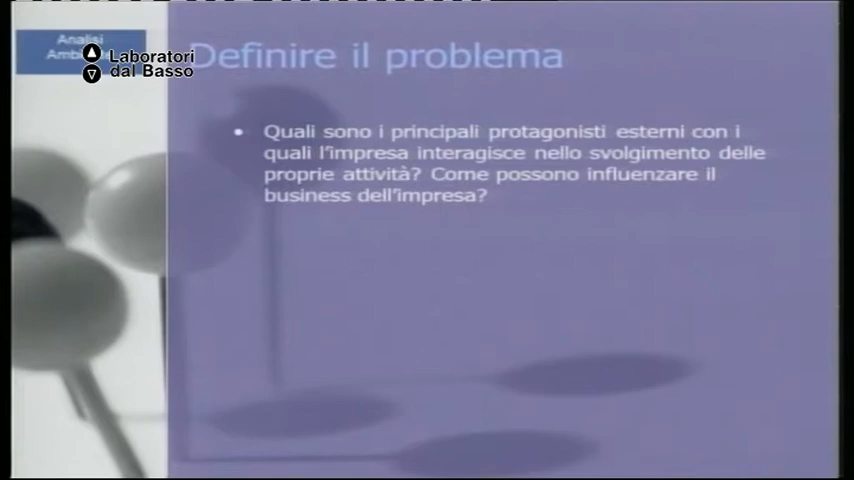 Analisi
Laboratori
dal Basso
Definire il problema
• Quali sono i principali protagonisti esterni con i
quali l'impresa interagisce nello svolgimento delle
proprie attività? Come possono influenzare il
business dell'impresa?